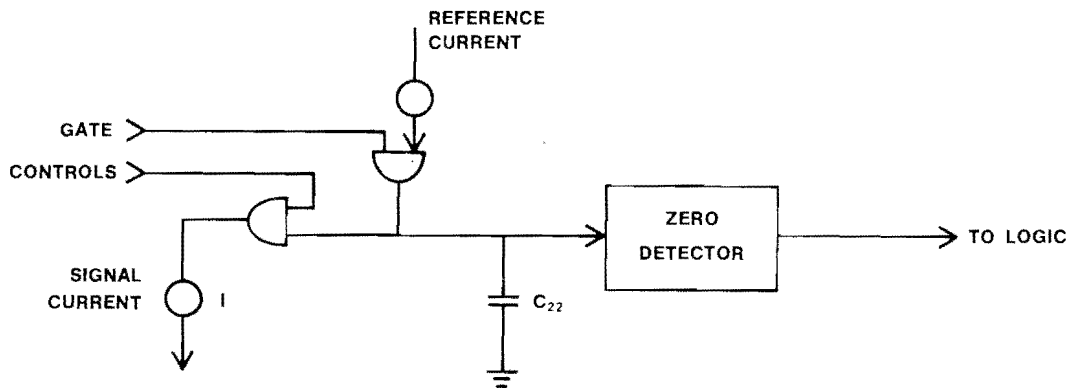 REFERENCE
CURRENT
GATE
CONTROLS
ZERO
DETECTOR
TO LOGIC
SIGNAL
CURRENT
I
C₂₂